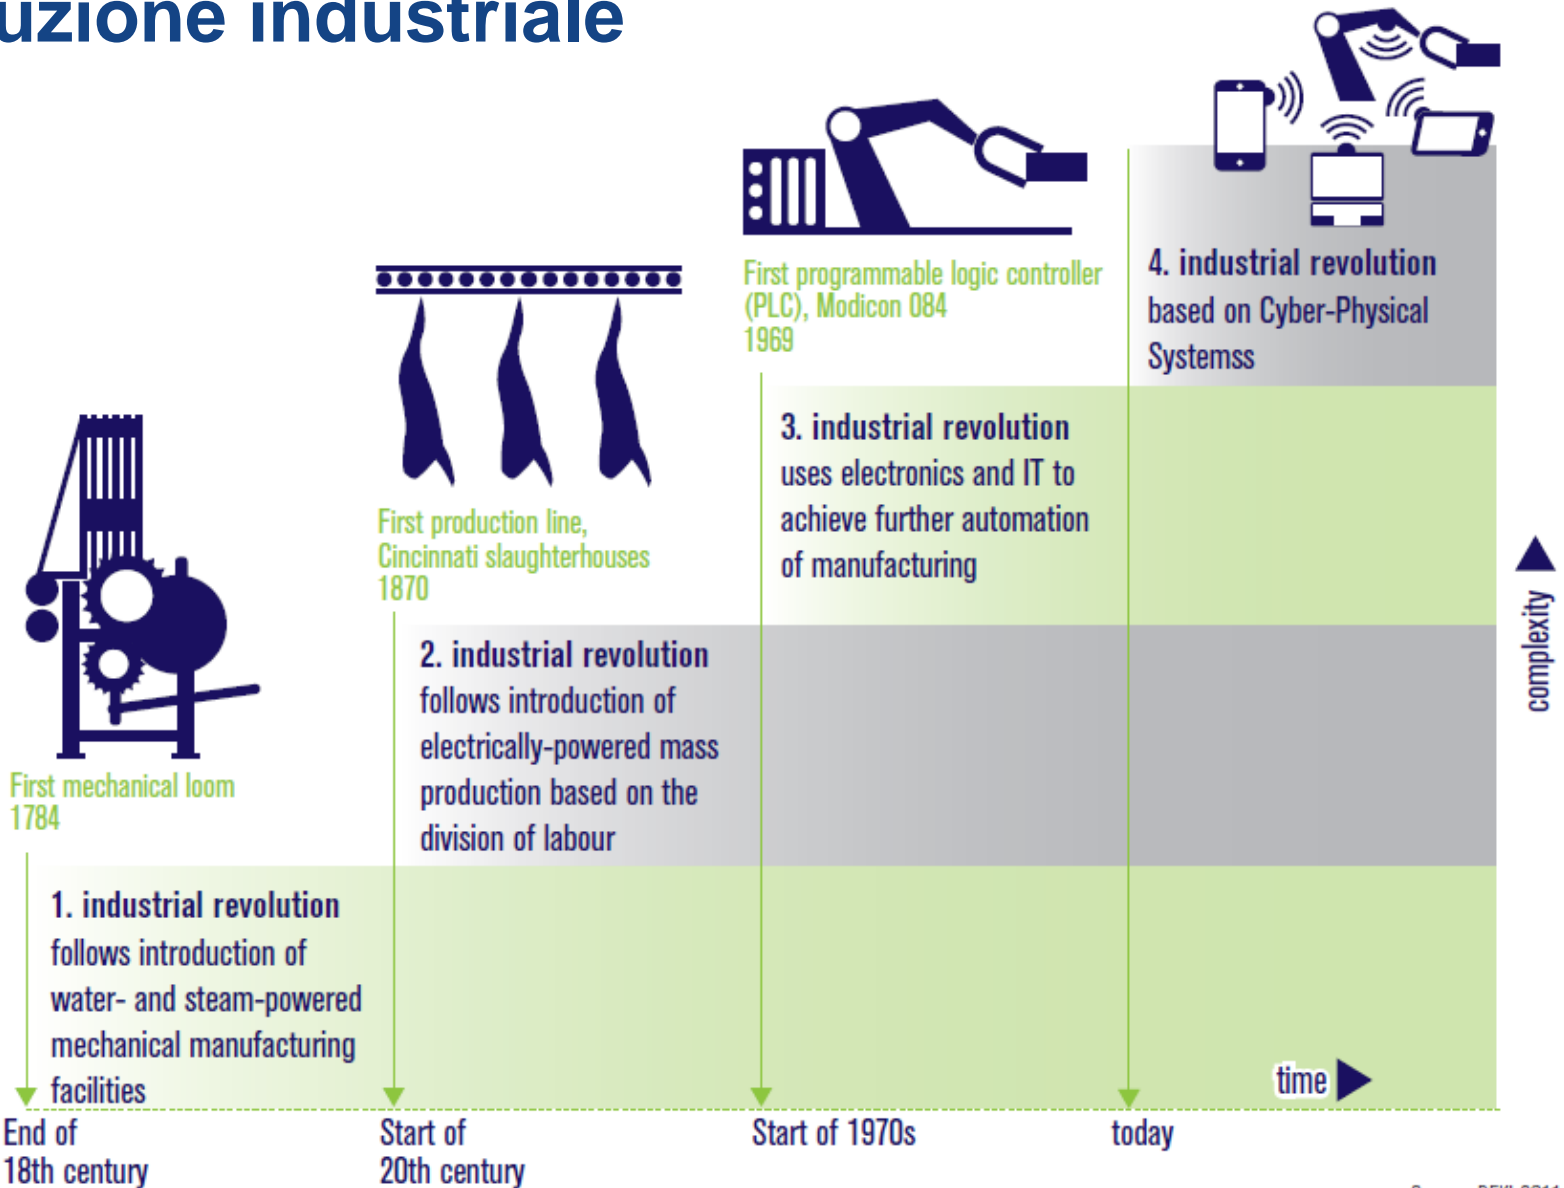 uzione industriale
First programmable logic controller
(PLC), Modicon 084
1969
4. industrial revolution
based on Cyber-Physical
Systemss
3. industrial revolution
uses electronics and IT to
achieve further automation
of manufacturing
First production line,
Cincinnati slaughterhouses
1870
2. industrial revolution
follows introduction of
electrically-powered mass
production based on the
division of labour
First mechanical loom
1784
1. industrial revolution
follows introduction of
water- and steam-powered
mechanical manufacturing
facilities
complexity
time
End of
18th century
Start of
20th century
Start of 1970s
today